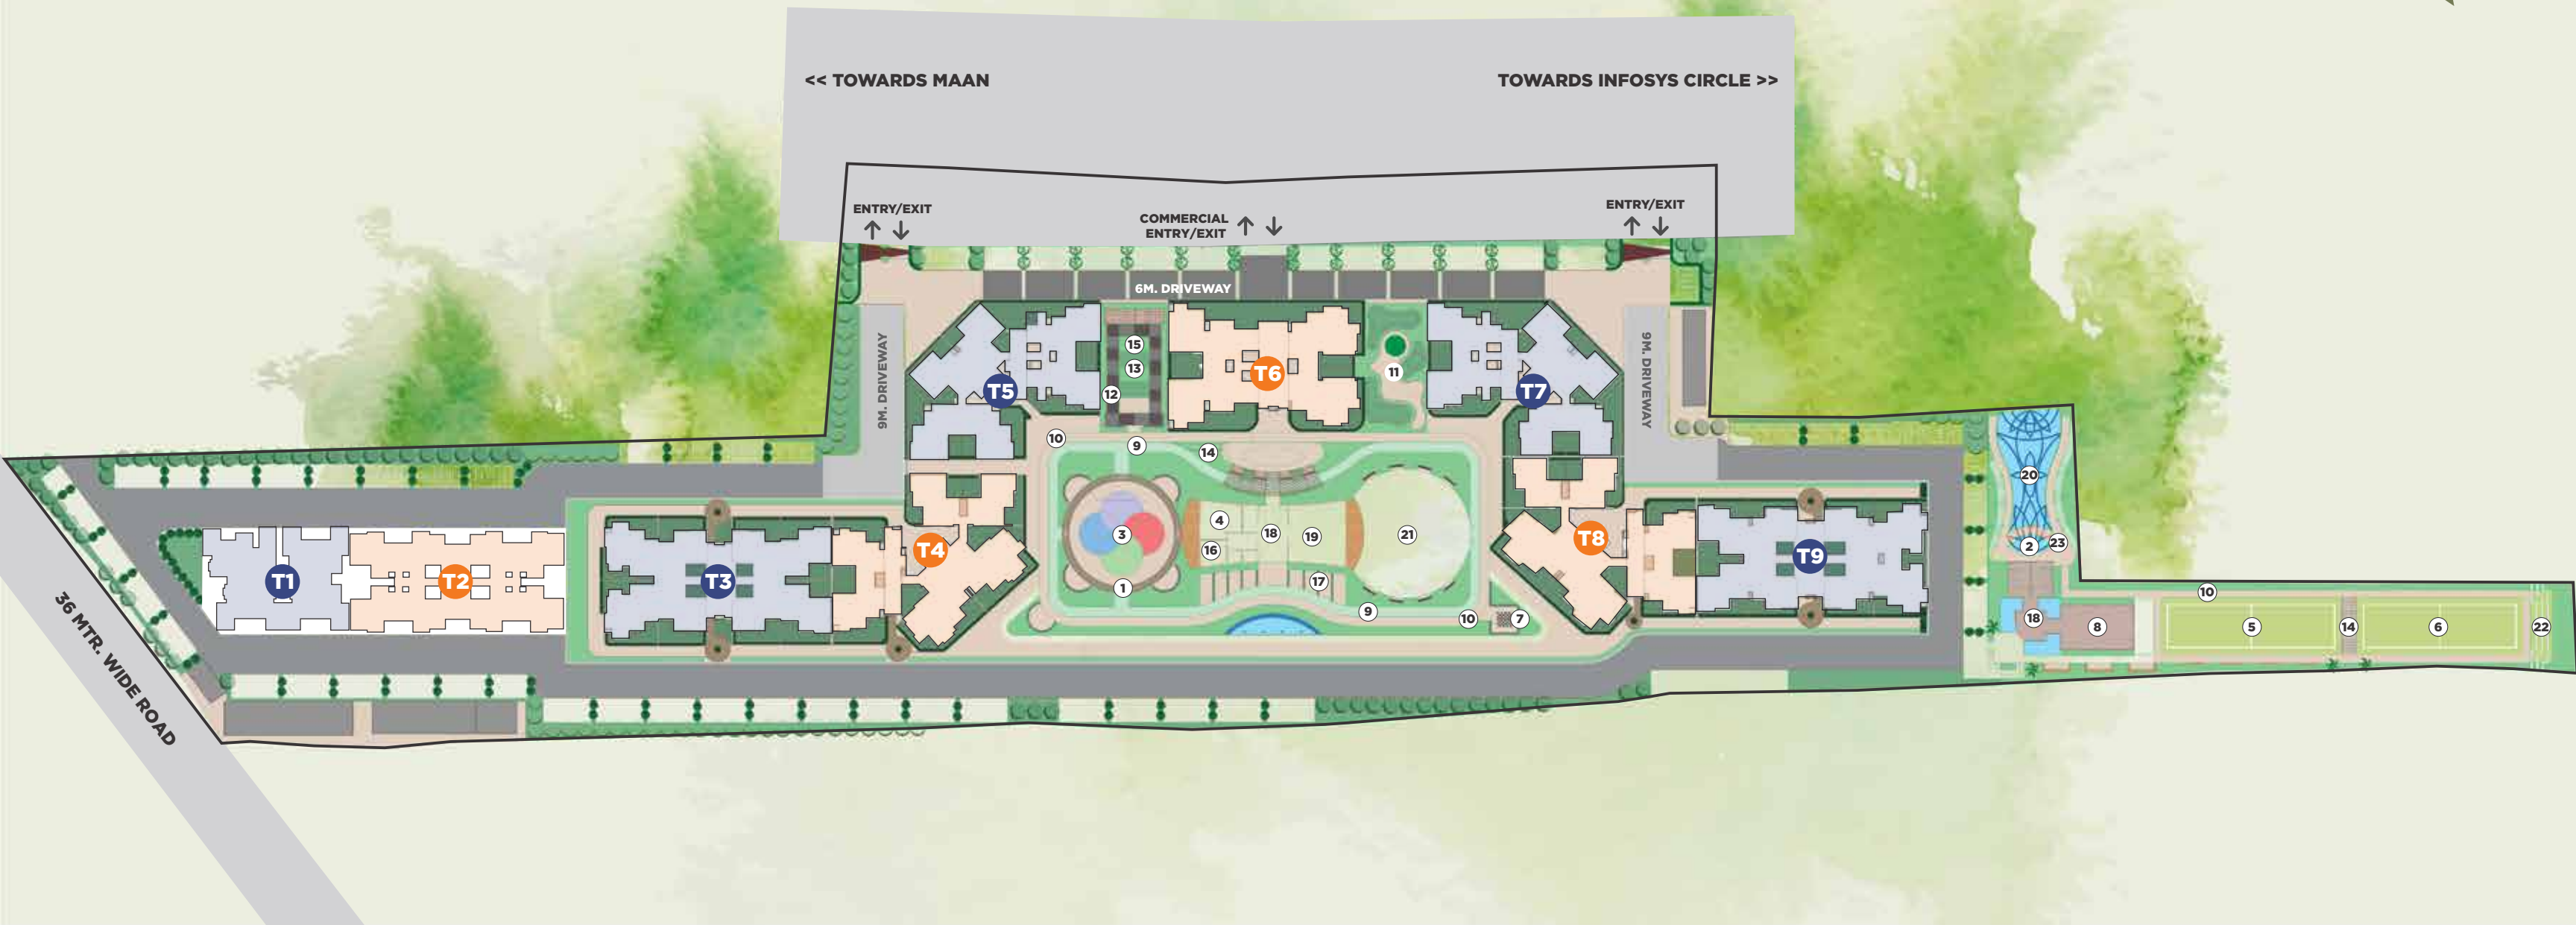 << TOWARDS MAAN
TOWARDS INFOSYS CIRCLE >>
ENTRY/EXIT
COMMERCIAL
ENTRY/EXIT
ENTRY/EXIT
6M. DRIVEWAY
9M. DRIVEWAY
9M. DRIVEWAY
15
13
12
T5
T6
11
T7
10
9
14
20
3
4
16
18
19
21
1
17
9
10
7
T4
T8
T9
T3
T1
T2
2
23
10
18
8
5
14
6
22
36 MTR. WIDE ROAD